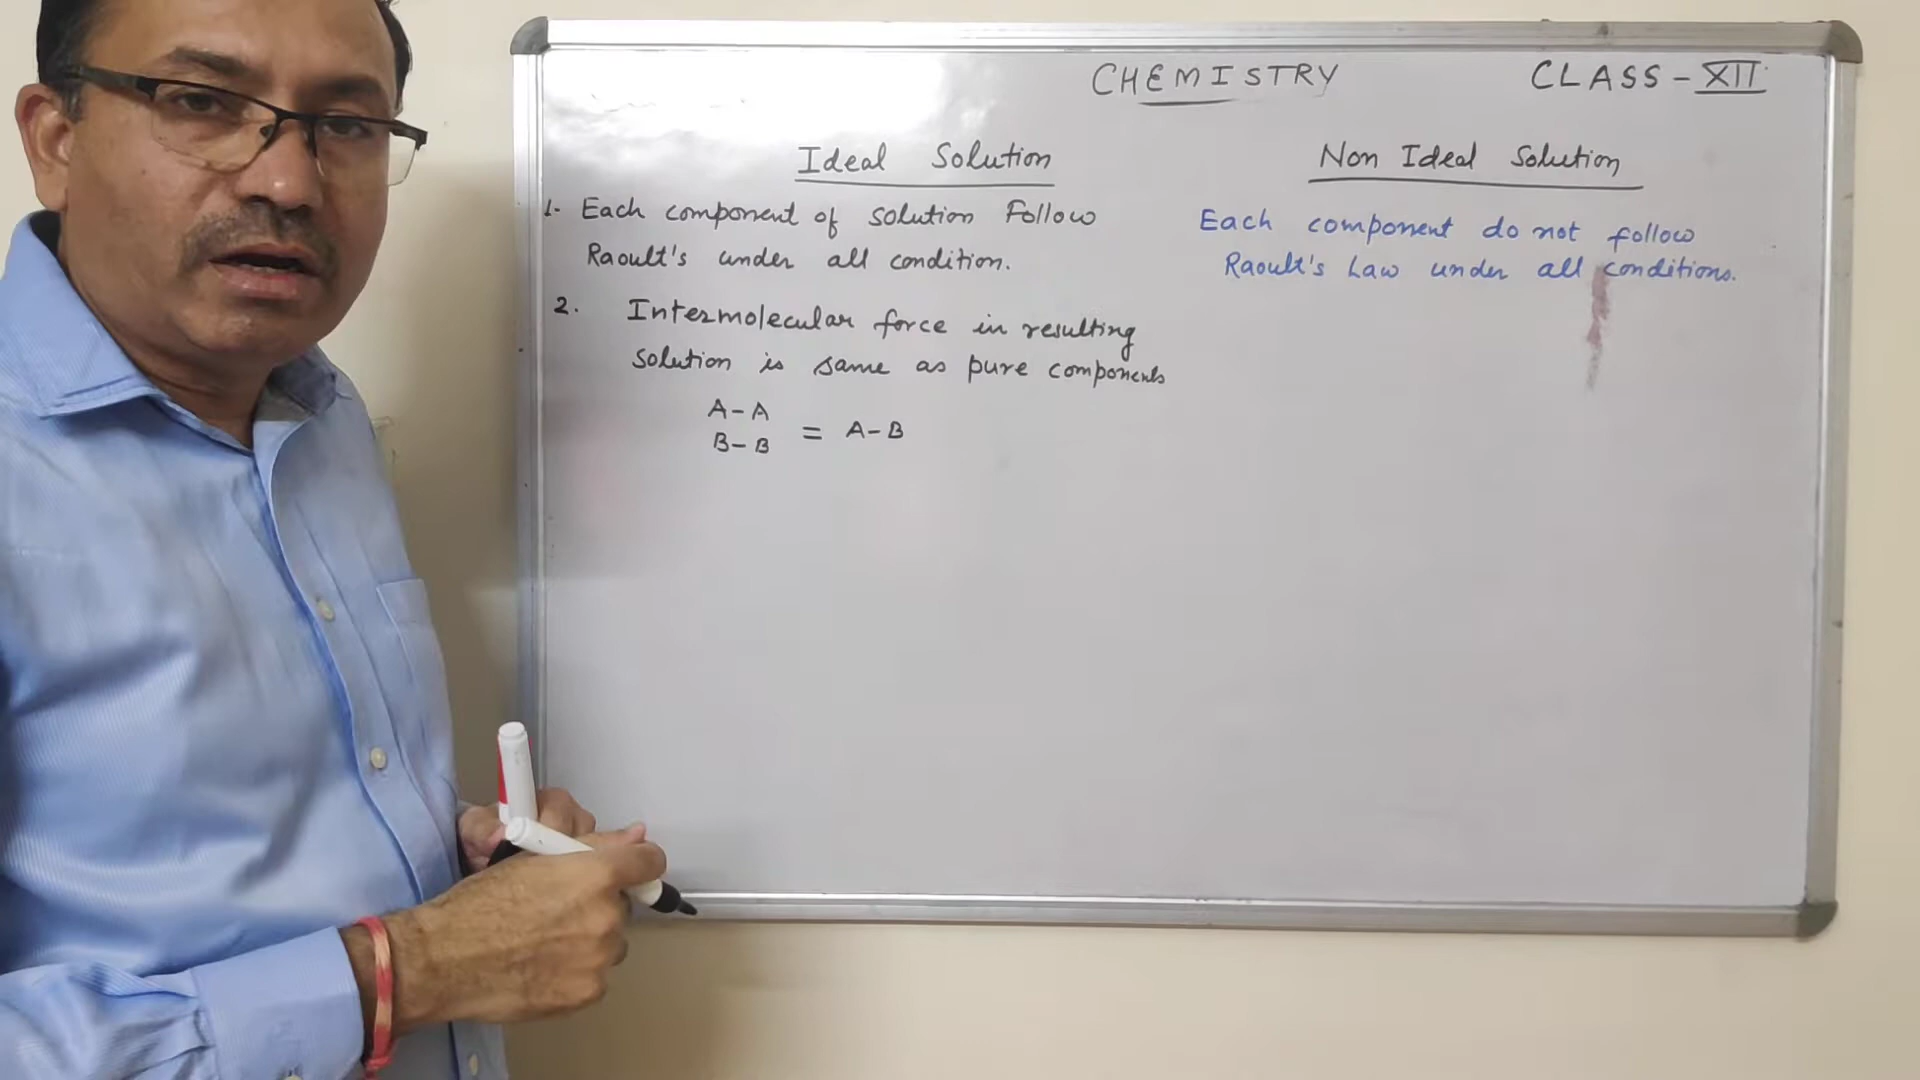 CHEMISTRY CLASS-XII
Ideal Solution
1. Each component of solution Follow
Raoult's under all condition.
2. Intermolecular force in resulting
solution is same as pure components
A-A
B-B = A-B
Non Ideal Solution
Each component do not follow
Raoult's Law under all conditions.